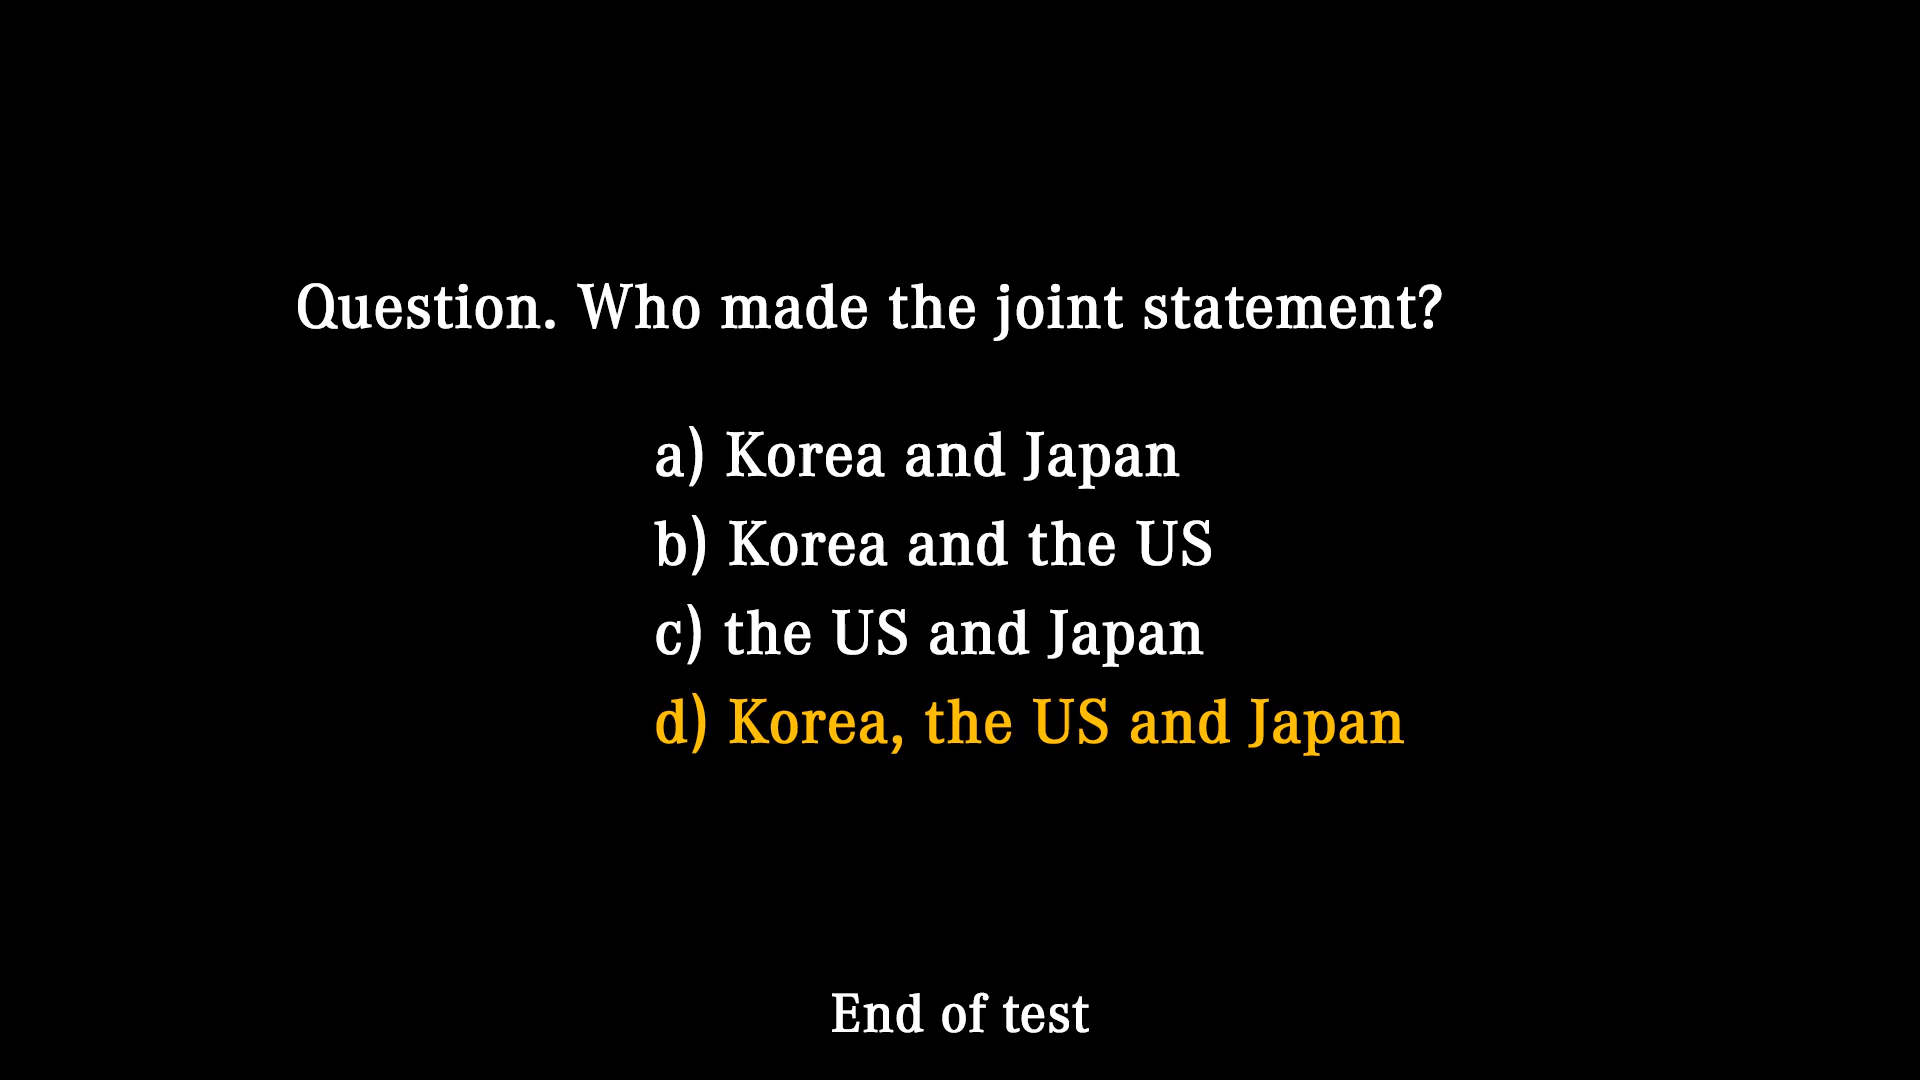 Question. Who made the joint statement?
a) Korea and Japan
b) Korea and the US
c) the US and Japan
d) Korea, the US and Japan
End of test